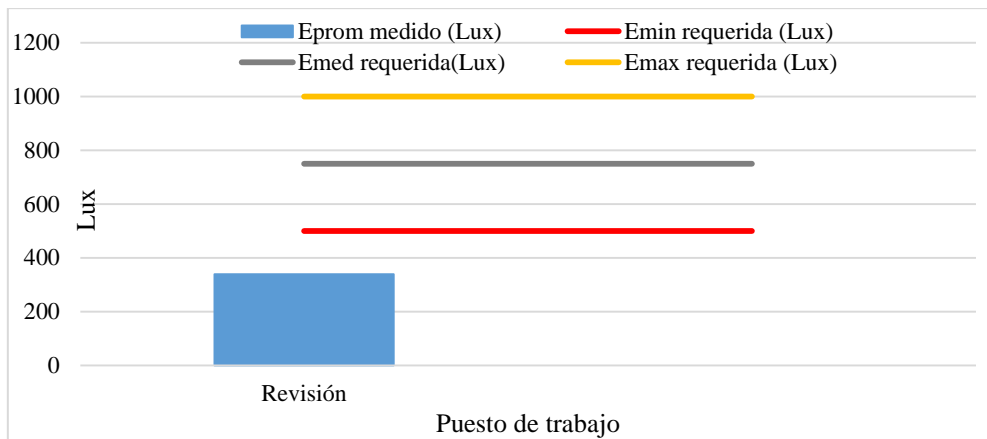 Eprom medido (Lux)
Emin requerida (Lux)
Emed requerida(Lux)
Emax requerida (Lux)
1200
1000
800
600
400
200
0
Lux
Revisión
Puesto de trabajo